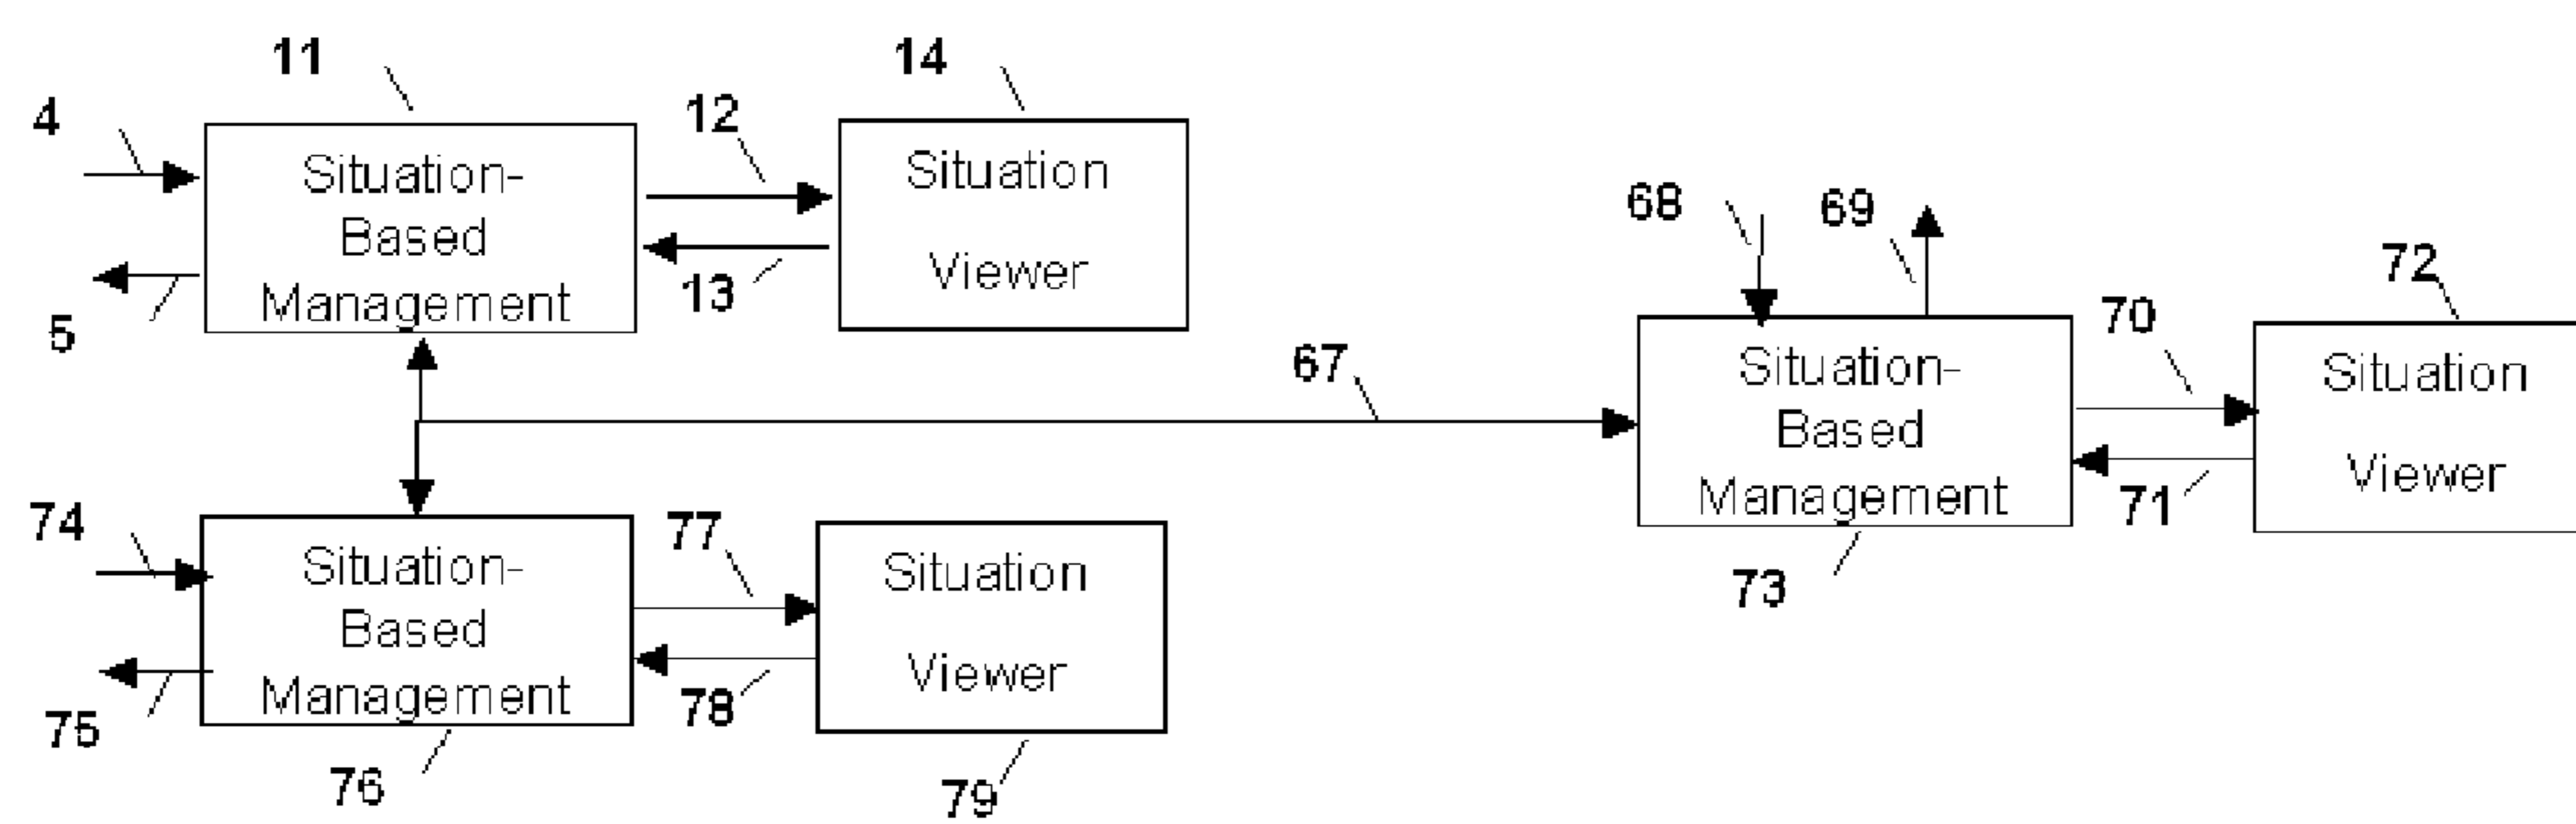 11
14
4
12
Situation-
Based
Management
Situation
Viewer
5
13
68
69
72
70
67
Situation-
Based
Management
Situation
Viewer
71
73
74
77
Situation-
Based
Management
Situation
Viewer
75
78
76
79